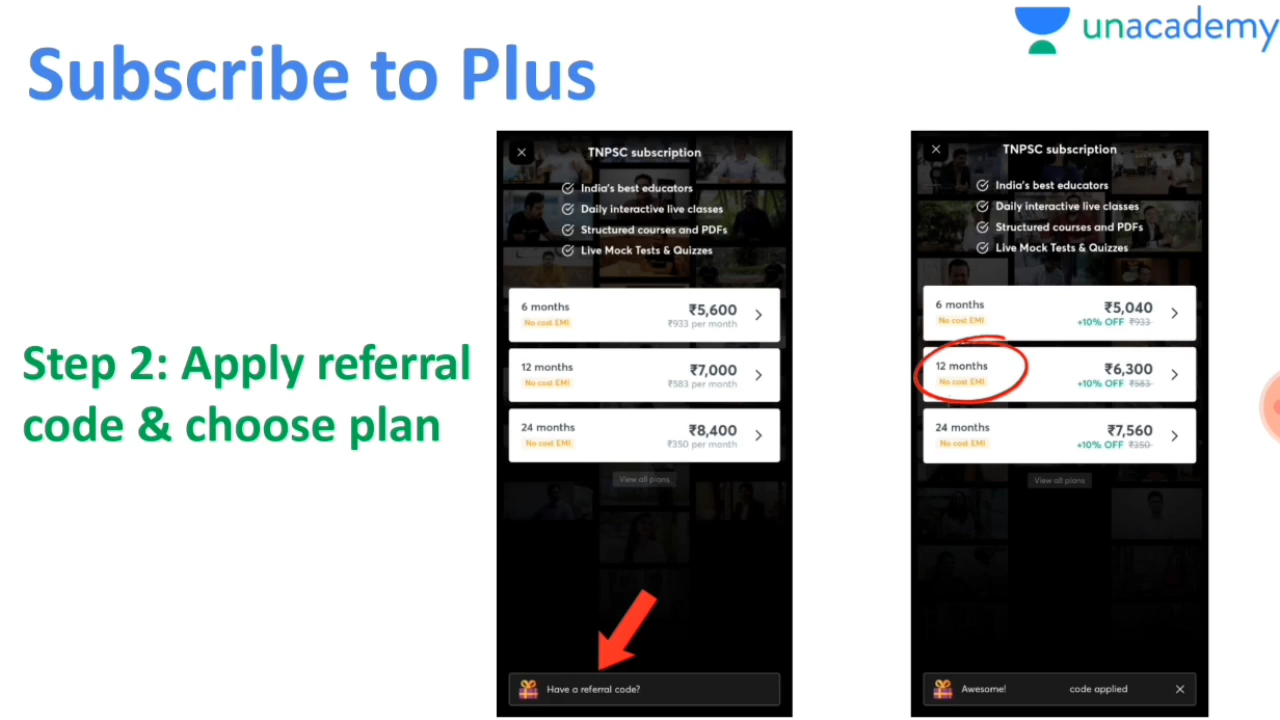 unacademy
Subscribe to Plus
Step 2: Apply referral
code & choose plan
TNPSC subscription
India's best educators
Daily interactive live classes
Structured courses and PDFs
Live Mock Tests & Quizzes
6 months ₹5,600
No cost EMI ₹933 per month
12 months ₹7,000
No cost EMI ₹583 per month
24 months ₹8,400
No cost EMI ₹350 per month
View all plans
Have a referral code?
TNPSC subscription
India's best educators
Daily interactive live classes
Structured courses and PDFs
Live Mock Tests & Quizzes
6 months ₹5,040
No cost EMI +10% OFF ₹933
12 months ₹6,300
No cost EMI +10% OFF ₹583
24 months ₹7,560
No cost EMI +10% OFF ₹350
View all plans
Awesome! code applied